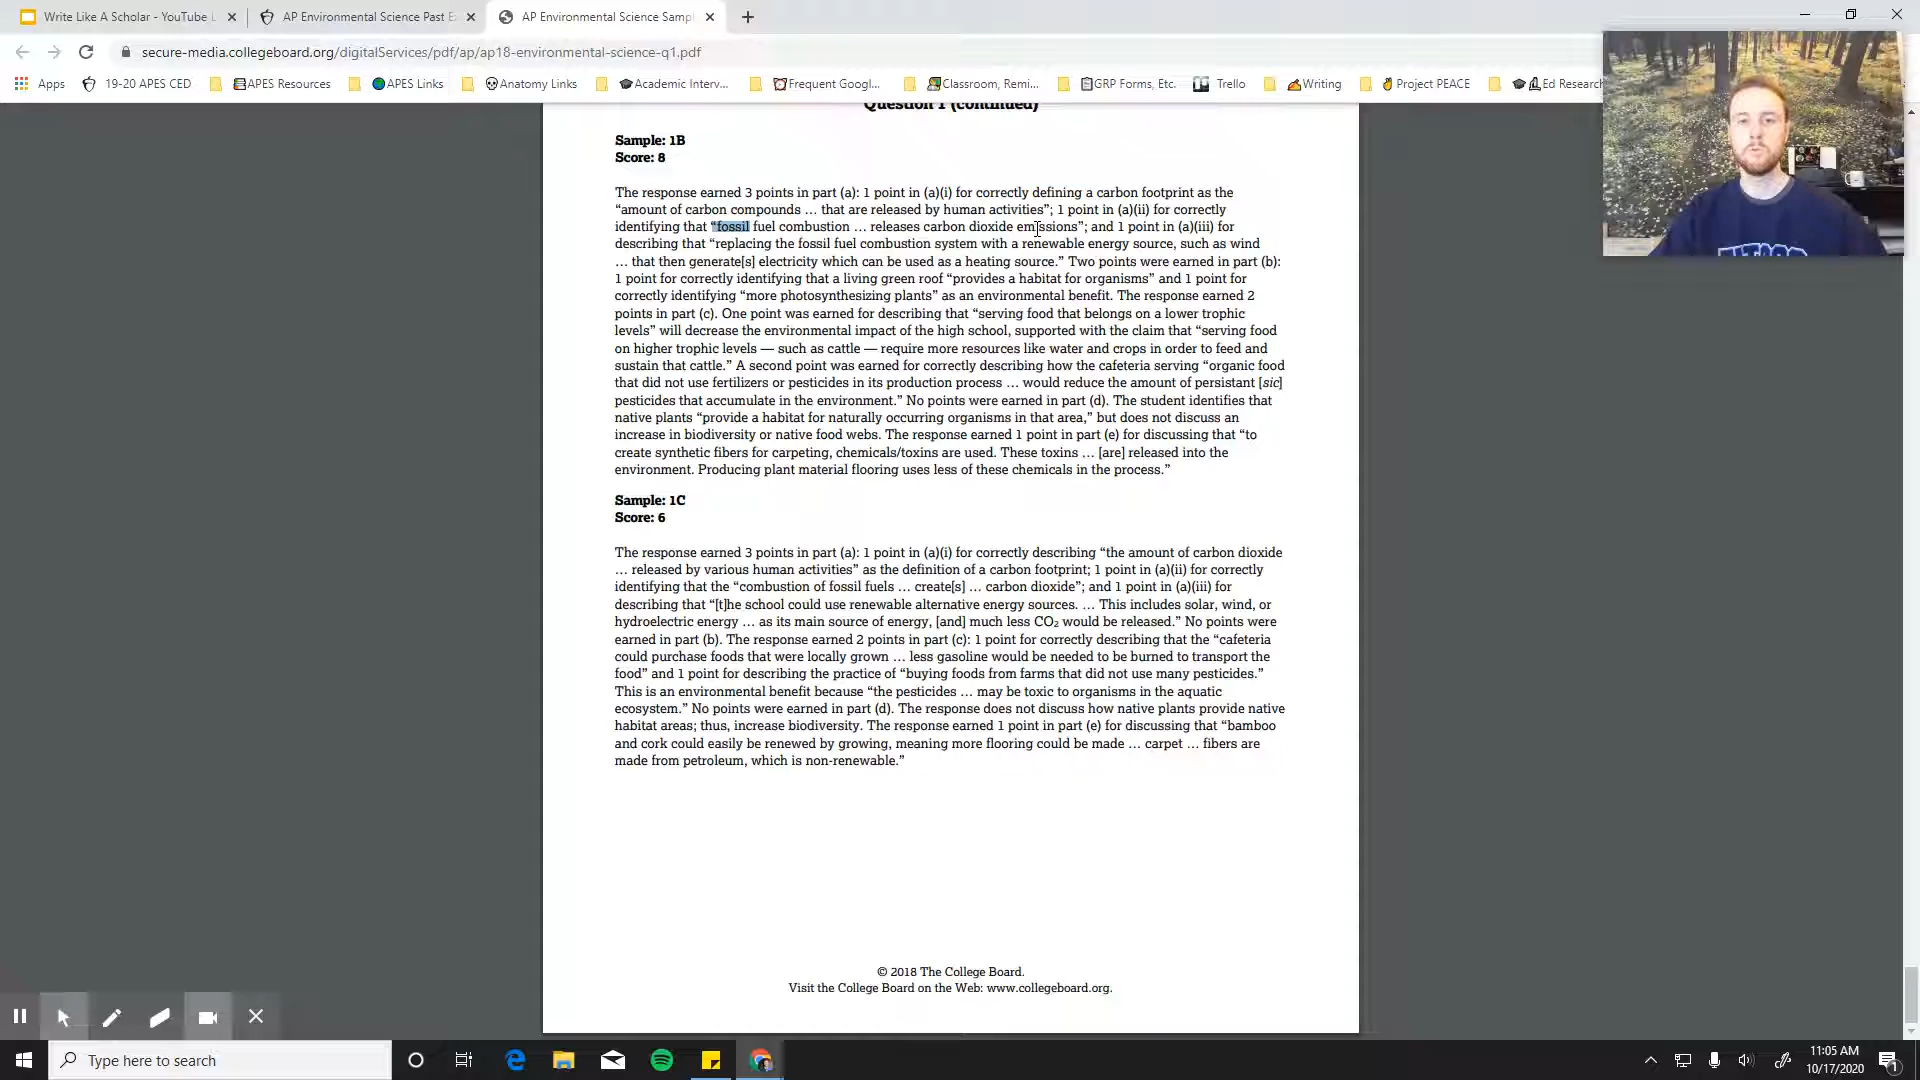 Write Like A Scholar - YouTube L
AP Environmental Science Past E
AP Environmental Science Samp
secure-media.collegeboard.org/digitalServices/pdf/ap/ap18-environmental-science-q1.pdf
Apps
19-20 APES CED
APES Resources
APES Links
Anatomy Links
Academic Interv...
Frequent Googl...
Classroom, Remi...
GRP Forms, Etc.
Trello
Writing
Project PEACE
Ed Research
Question 1 (continued)
Sample: 1B
Score: 8
The response earned 3 points in part (a): 1 point in (a)(i) for correctly defining a carbon footprint as the
“amount of carbon compounds … that are released by human activities”; 1 point in (a)(ii) for correctly
identifying that “fossil fuel combustion … releases carbon dioxide emissions”; and 1 point in (a)(iii) for
describing that “replacing the fossil fuel combustion system with a renewable energy source, such as wind
… that then generate[s] electricity which can be used as a heating source.” Two points were earned in part (b):
1 point for correctly identifying that a living green roof “provides a habitat for organisms” and 1 point for
correctly identifying “more photosynthesizing plants” as an environmental benefit. The response earned 2
points in part (c). One point was earned for describing that “serving food that belongs on a lower trophic
levels” will decrease the environmental impact of the high school, supported with the claim that “serving food
on higher trophic levels — such as cattle — require more resources like water and crops in order to feed and
sustain that cattle.” A second point was earned for correctly describing how the cafeteria serving “organic food
that did not use fertilizers or pesticides in its production process … would reduce the amount of persistant [sic]
pesticides that accumulate in the environment.” No points were earned in part (d). The student identifies that
native plants “provide a habitat for naturally occurring organisms in that area,” but does not discuss an
increase in biodiversity or native food webs. The response earned 1 point in part (e) for discussing that “to
create synthetic fibers for carpeting, chemicals/toxins are used. These toxins … [are] released into the
environment. Producing plant material flooring uses less of these chemicals in the process.”
Sample: 1C
Score: 6
The response earned 3 points in part (a): 1 point in (a)(i) for correctly describing “the amount of carbon dioxide
… released by various human activities” as the definition of a carbon footprint; 1 point in (a)(ii) for correctly
identifying that the “combustion of fossil fuels … create[s] … carbon dioxide”; and 1 point in (a)(iii) for
describing that “[t]he school could use renewable alternative energy sources. … This includes solar, wind, or
hydroelectric energy … as its main source of energy, [and] much less CO₂ would be released.” No points were
earned in part (b). The response earned 2 points in part (c): 1 point for correctly describing that the “cafeteria
could purchase foods that were locally grown … less gasoline would be needed to be burned to transport the
food” and 1 point for describing the practice of “buying foods from farms that did not use many pesticides.”
This is an environmental benefit because “the pesticides … may be toxic to organisms in the aquatic
ecosystem.” No points were earned in part (d). The response does not discuss how native plants provide native
habitat areas; thus, increase biodiversity. The response earned 1 point in part (e) for discussing that “bamboo
and cork could easily be renewed by growing, meaning more flooring could be made … carpet … fibers are
made from petroleum, which is non-renewable.”
© 2018 The College Board.
Visit the College Board on the Web: www.collegeboard.org.
Type here to search
11:05 AM
10/17/2020
1